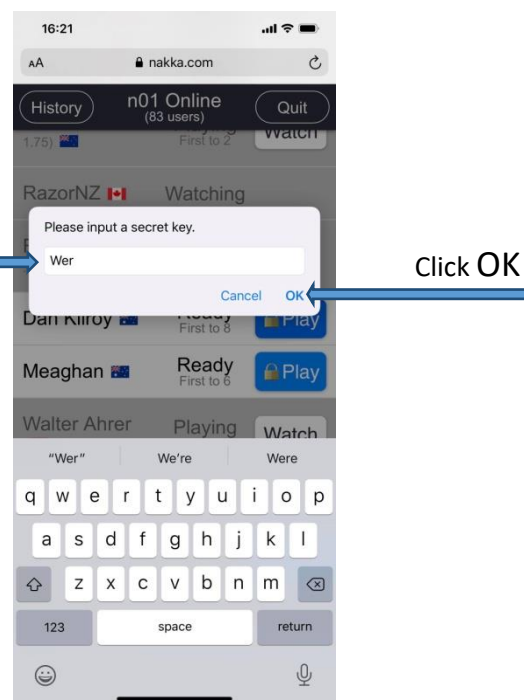 16:21
AA nakka.com
History n01 Online Quit
(83 users)
1.75) Playing Watch
First to 2
RazorNZ Watching
Please input a secret key.
Wer
Cancel OK
Click OK
Dan Kilroy Ready Play
First to 8
Meaghan Ready Play
First to 6
Walter Ahrer Playing Watch
"Wer" We're Were
q w e r t y u i o p
a s d f g h j k l
z x c v b n m
123 space return